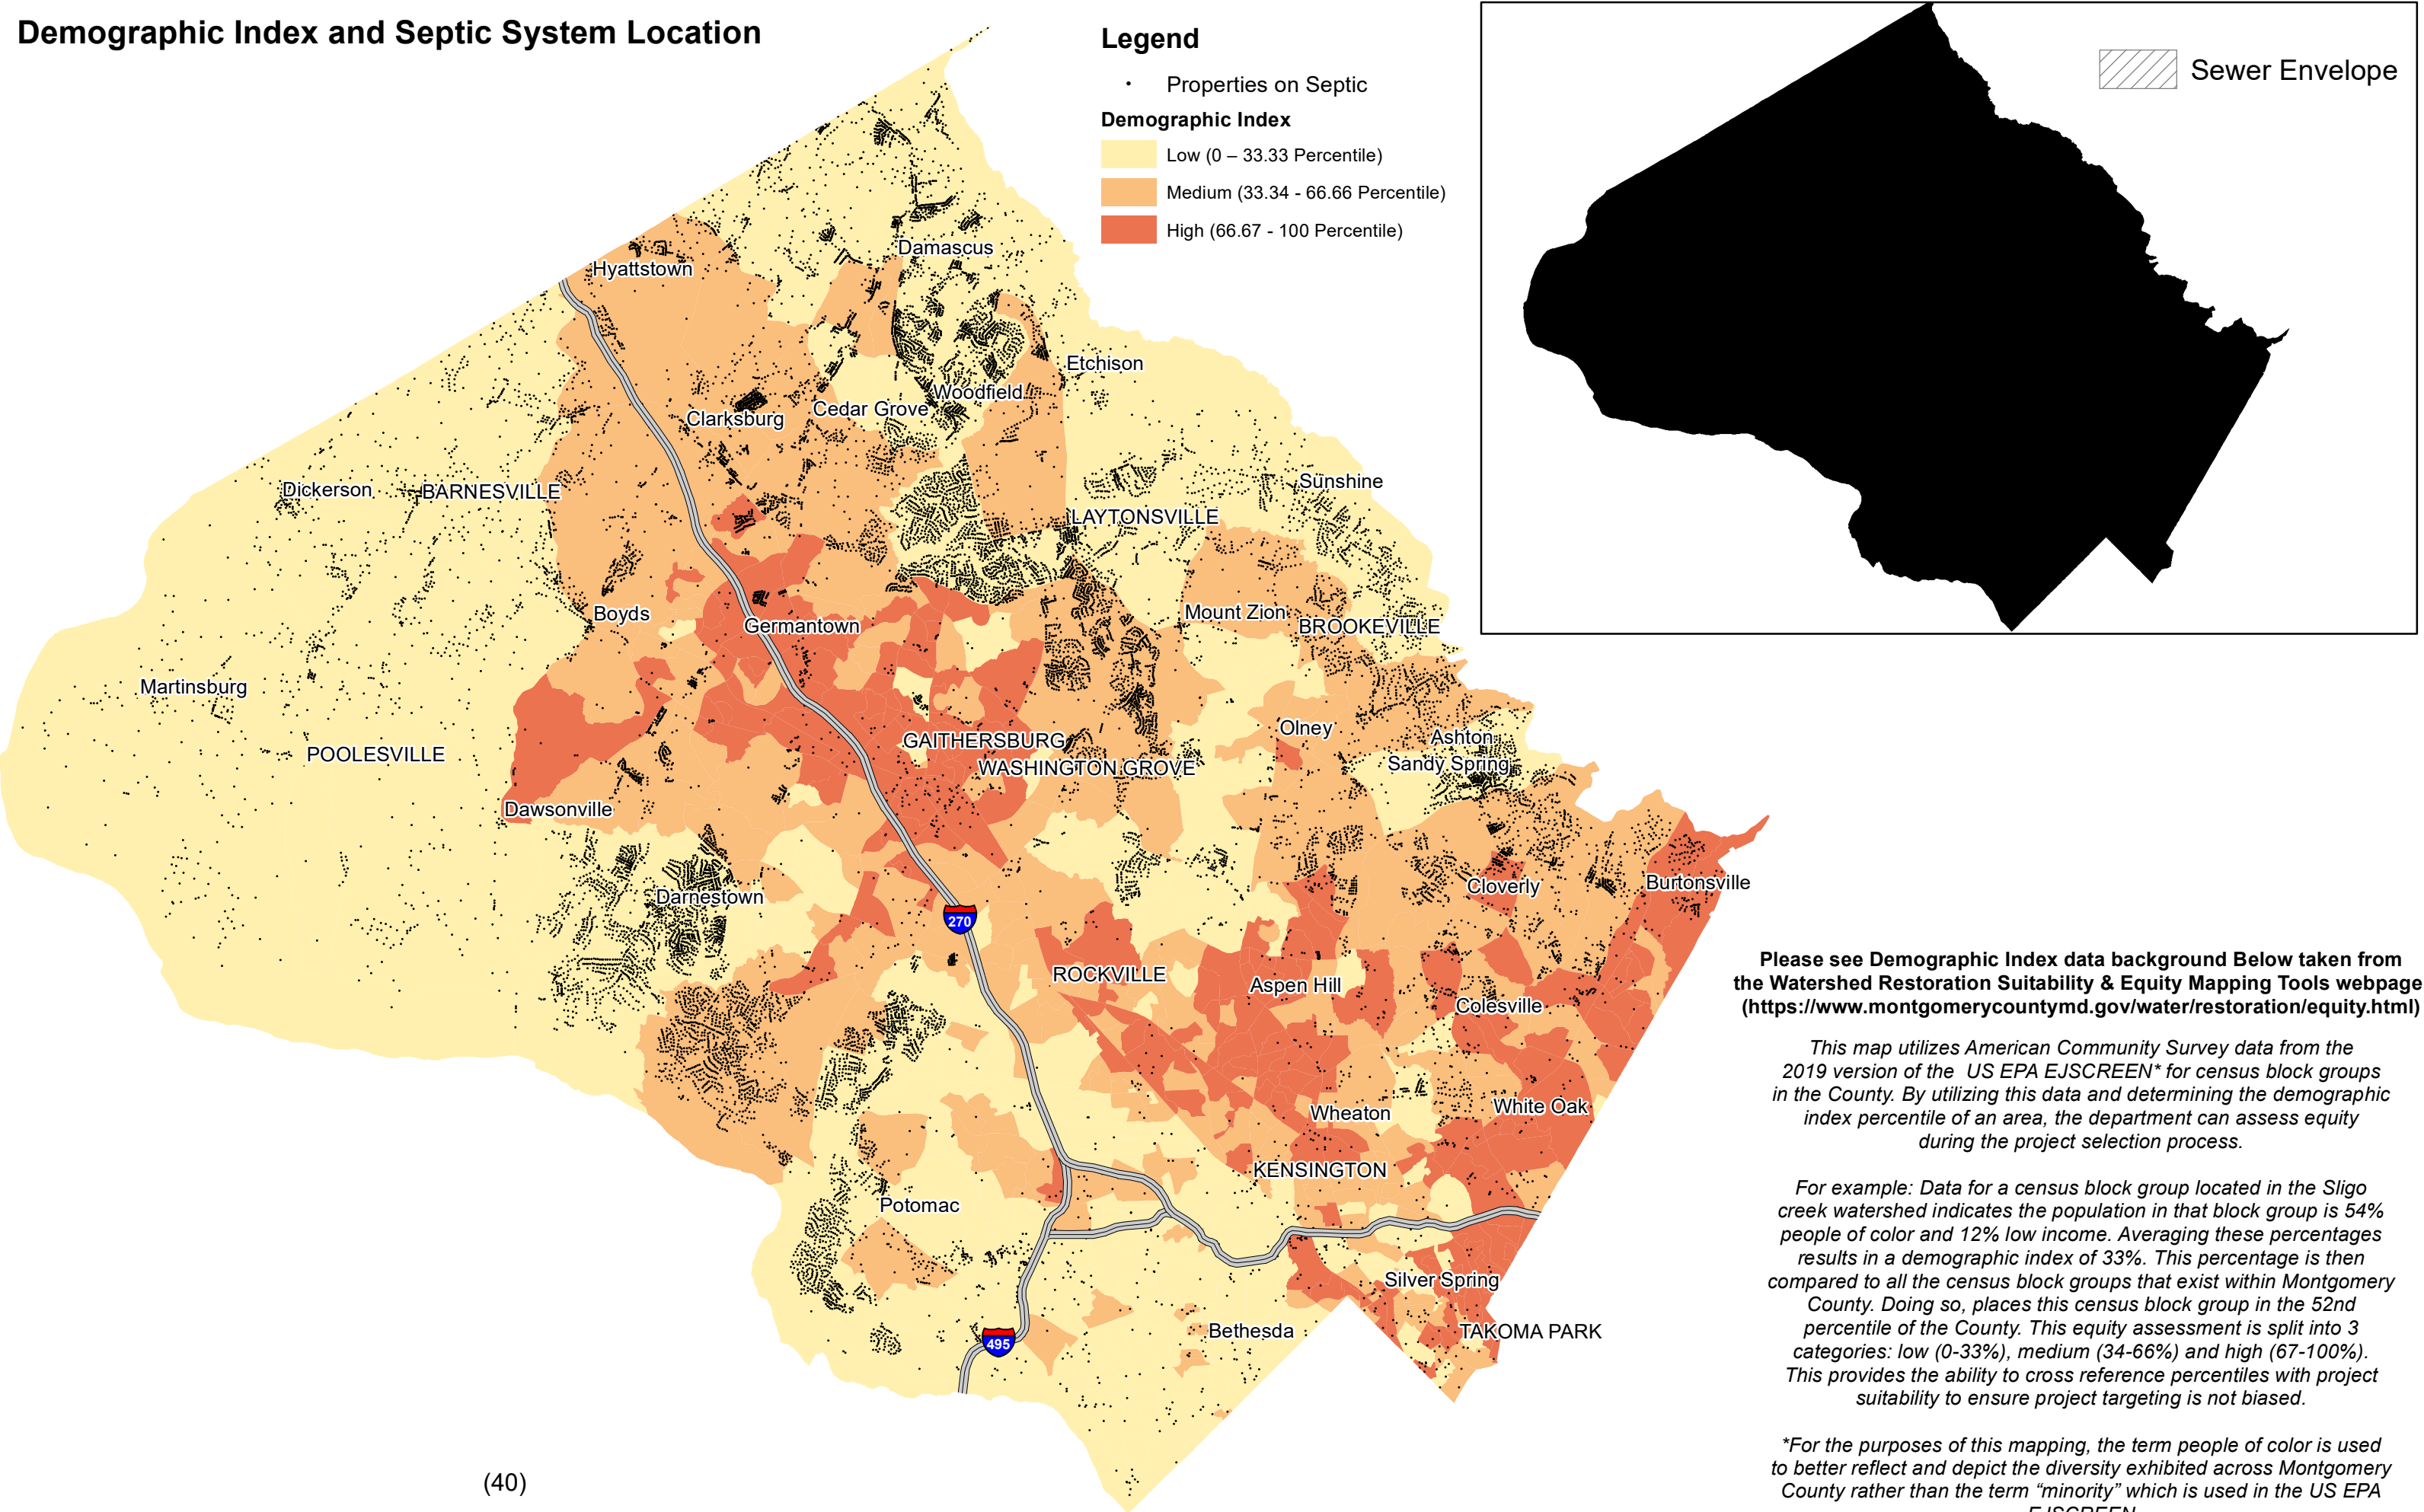 Demographic Index and Septic System Location
Legend
Properties on Septic
Demographic Index
Low (0 – 33.33 Percentile)
Medium (33.34 - 66.66 Percentile)
High (66.67 - 100 Percentile)
Sewer Envelope
Damascus
Hyattstown
Etchison
Woodfield
Cedar Grove
Clarksburg
Sunshine
Dickerson
BARNESVILLE
LAYTONSVILLE
Boyds
Mount Zion
Germantown
BROOKEVILLE
Martinsburg
Olney
Ashton
GAITHERSBURG
POOLESVILLE
Sandy Spring
WASHINGTON GROVE
Dawsonville
Burtonsville
Cloverly
Darnestown
270
ROCKVILLE
Aspen Hill
Colesville
White Oak
Wheaton
KENSINGTON
Potomac
Silver Spring
Bethesda
TAKOMA PARK
495
Please see Demographic Index data background Below taken from
the Watershed Restoration Suitability & Equity Mapping Tools webpage
(https://www.montgomerycountymd.gov/water/restoration/equity.html)
This map utilizes American Community Survey data from the
2019 version of the US EPA EJSCREEN* for census block groups
in the County. By utilizing this data and determining the demographic
index percentile of an area, the department can assess equity
during the project selection process.
For example: Data for a census block group located in the Sligo
creek watershed indicates the population in that block group is 54%
people of color and 12% low income. Averaging these percentages
results in a demographic index of 33%. This percentage is then
compared to all the census block groups that exist within Montgomery
County. Doing so, places this census block group in the 52nd
percentile of the County. This equity assessment is split into 3
categories: low (0-33%), medium (34-66%) and high (67-100%).
This provides the ability to cross reference percentiles with project
suitability to ensure project targeting is not biased.
*For the purposes of this mapping, the term people of color is used
to better reflect and depict the diversity exhibited across Montgomery
County rather than the term “minority” which is used in the US EPA
EJSCREEN
(40)